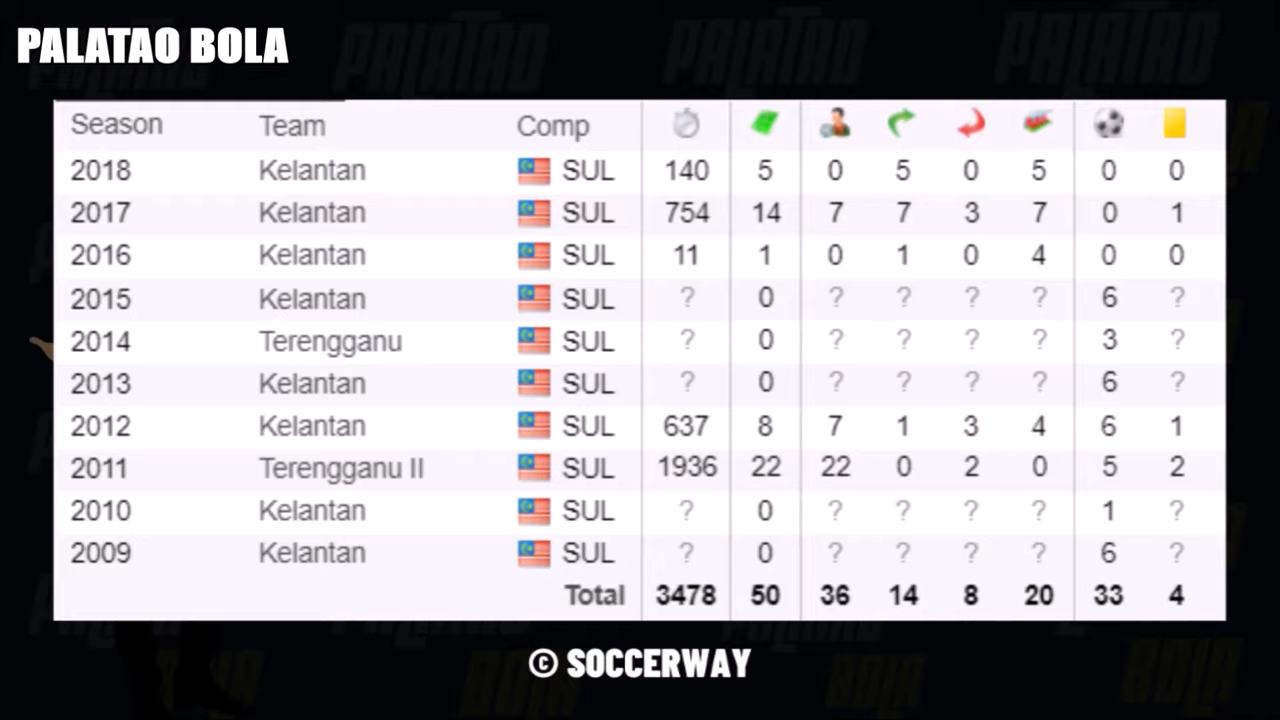 PALATAO BOLA
Season Team Comp
2018 Kelantan SUL 140 5 0 5 0 5 0 0
2017 Kelantan SUL 754 14 7 7 3 7 0 1
2016 Kelantan SUL 11 1 0 1 0 4 0 0
2015 Kelantan SUL ? 0 ? ? ? ? 6 ?
2014 Terengganu SUL ? 0 ? ? ? ? 3 ?
2013 Kelantan SUL ? 0 ? ? ? ? 6 ?
2012 Kelantan SUL 637 8 7 1 3 4 6 1
2011 Terengganu II SUL 1936 22 22 0 2 0 5 2
2010 Kelantan SUL ? 0 ? ? ? ? 1 ?
2009 Kelantan SUL ? 0 ? ? ? ? 6 ?
Total 3478 50 36 14 8 20 33 4
© SOCCERWAY